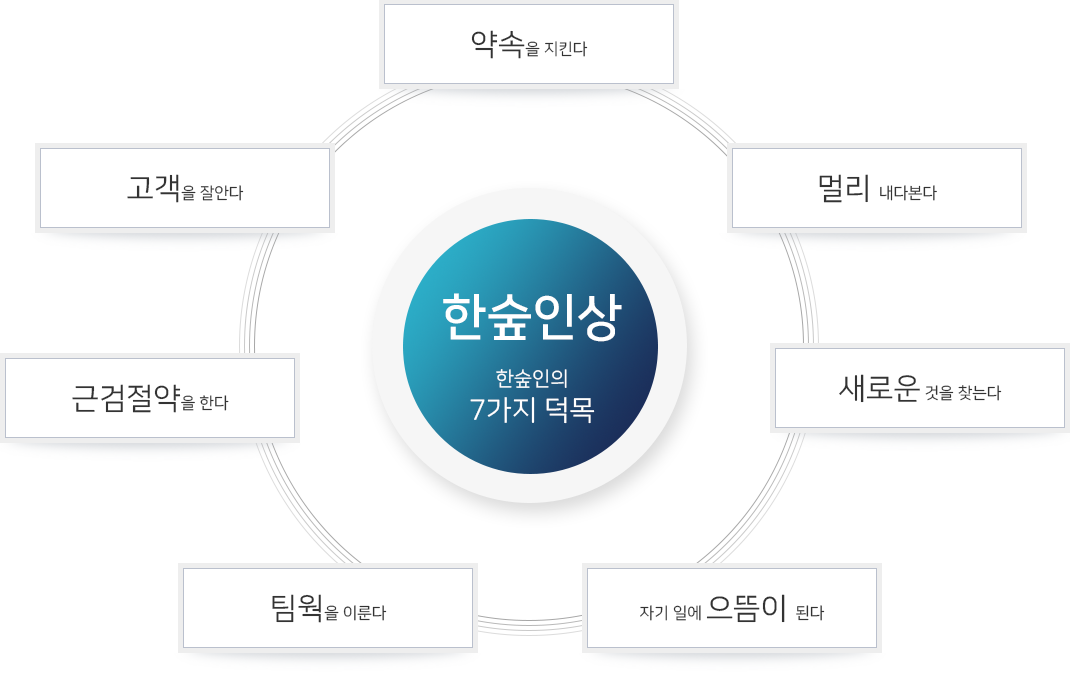 약속을 지킨다
고객을 잘안다
멀리 내다본다
한숲인상
한숲인의
7가지 덕목
근검절약을 한다
새로운 것을 찾는다
팀웍을 이룬다
자기 일에 으뜸이 된다